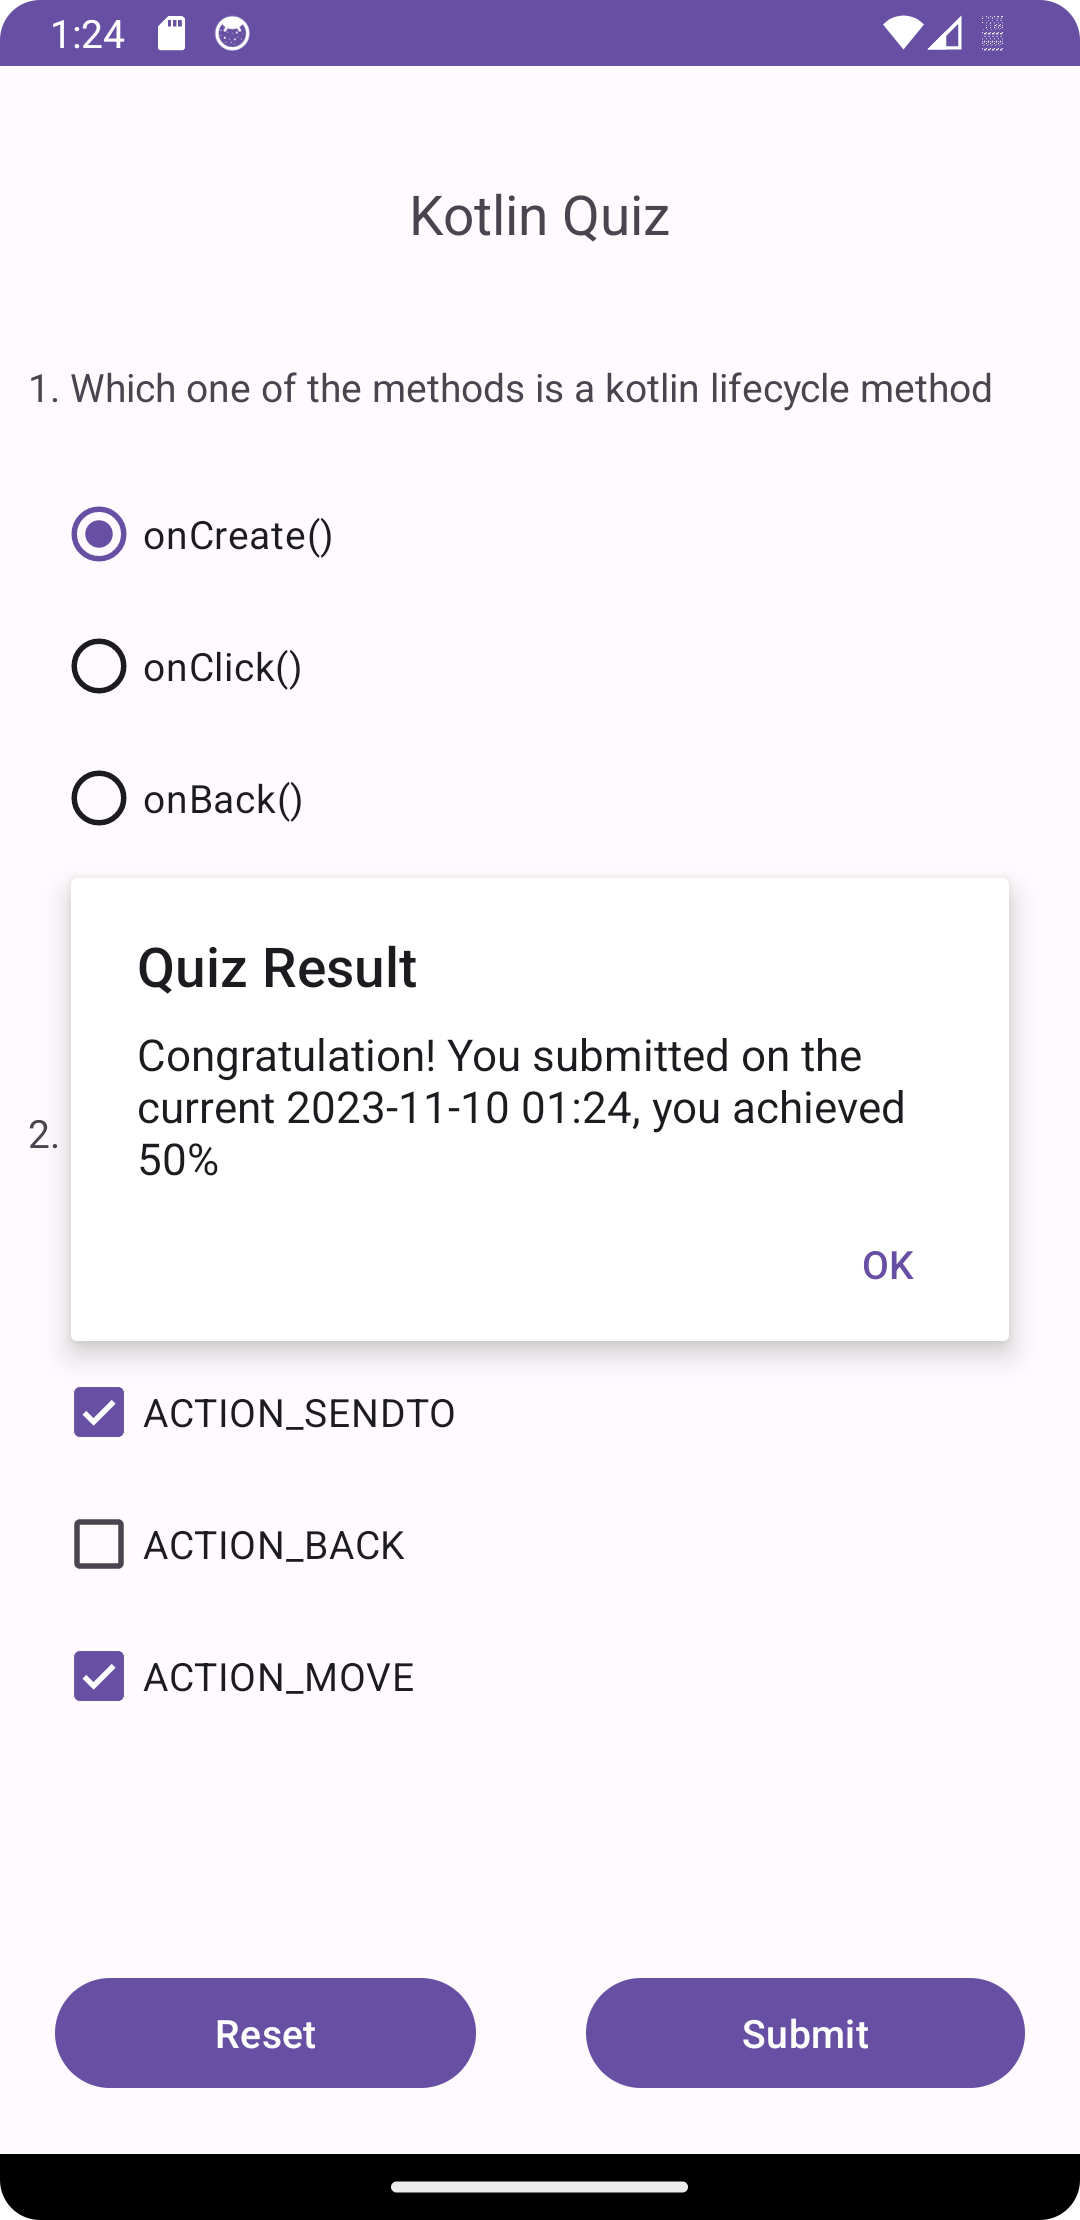 1:24
Kotlin Quiz
1. Which one of the methods is a kotlin lifecycle method
onCreate()
onClick()
onBack()
Quiz Result
Congratulation! You submitted on the
current 2023-11-10 01:24, you achieved
50%
2.
OK
ACTION_SENDTO
ACTION_BACK
ACTION_MOVE
Reset
Submit